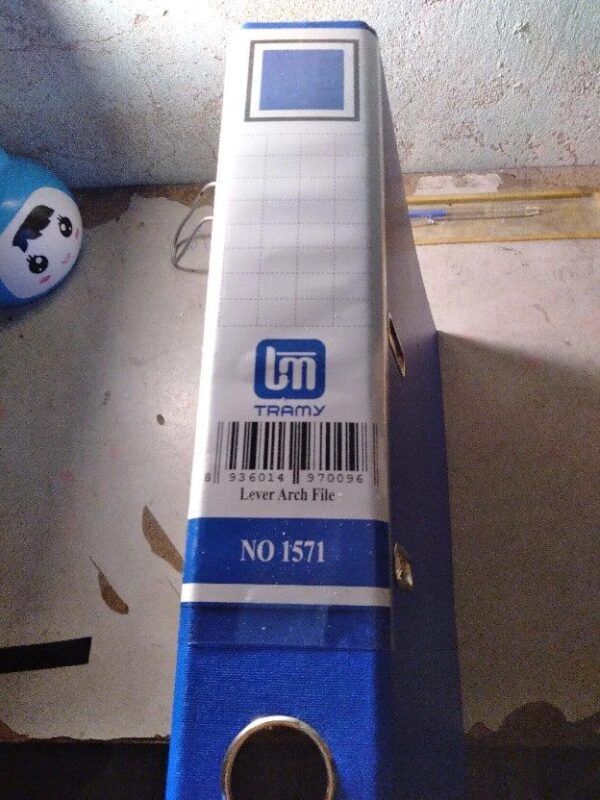 tm
TRAMY
8 936014 970096
Lever Arch File
NO 1571